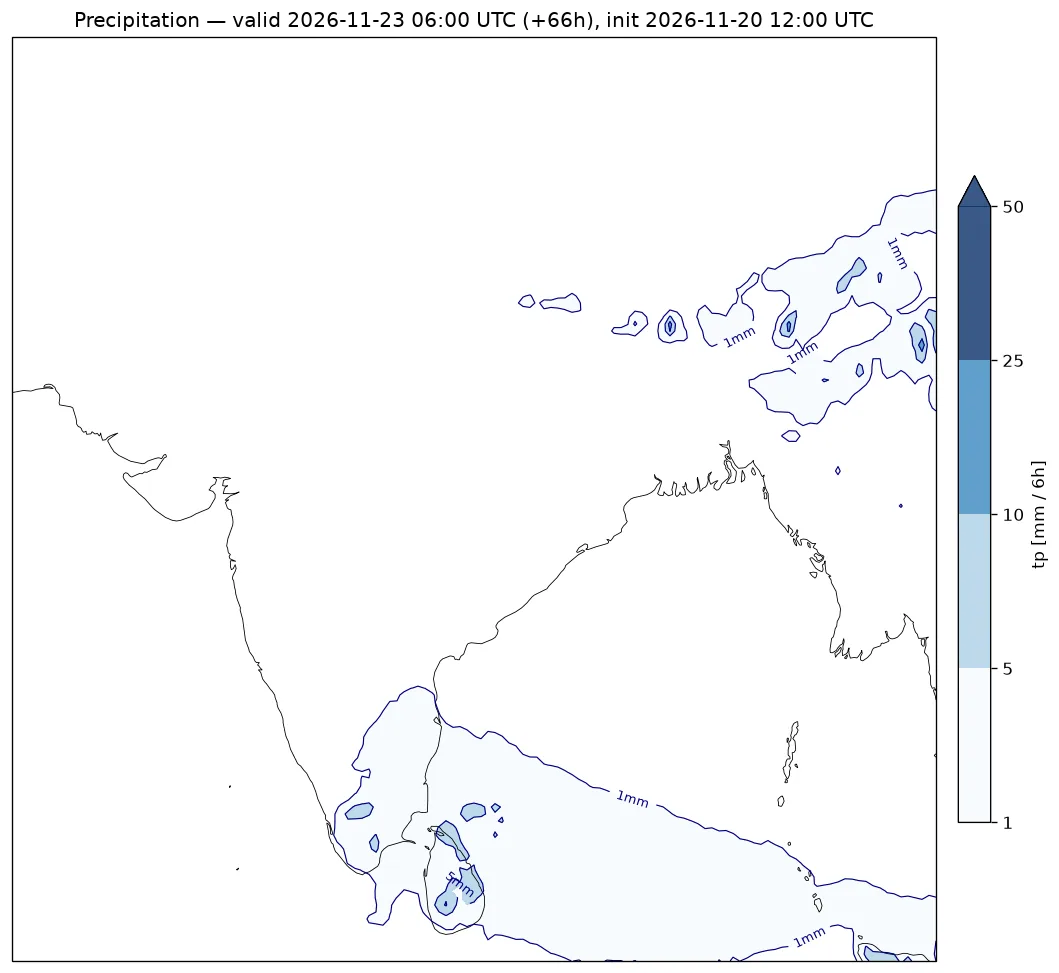 Precipitation — valid 2026-11-23 06:00 UTC (+66h), init 2026-11-20 12:00 UTC
1mm
1mm
1mm
1mm
5mm
1mm
50
25
10
5
1
tp [mm / 6h]